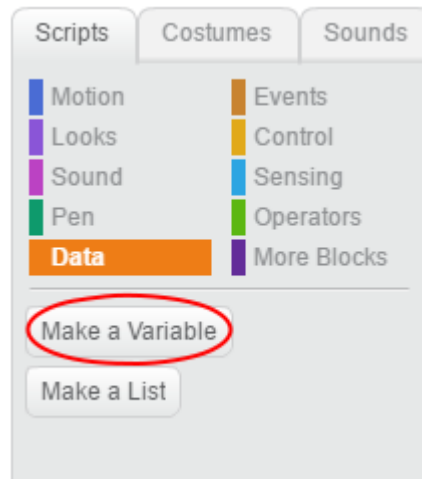 Scripts Costumes Sounds
Motion Events
Looks Control
Sound Sensing
Pen Operators
Data More Blocks
Make a Variable
Make a List